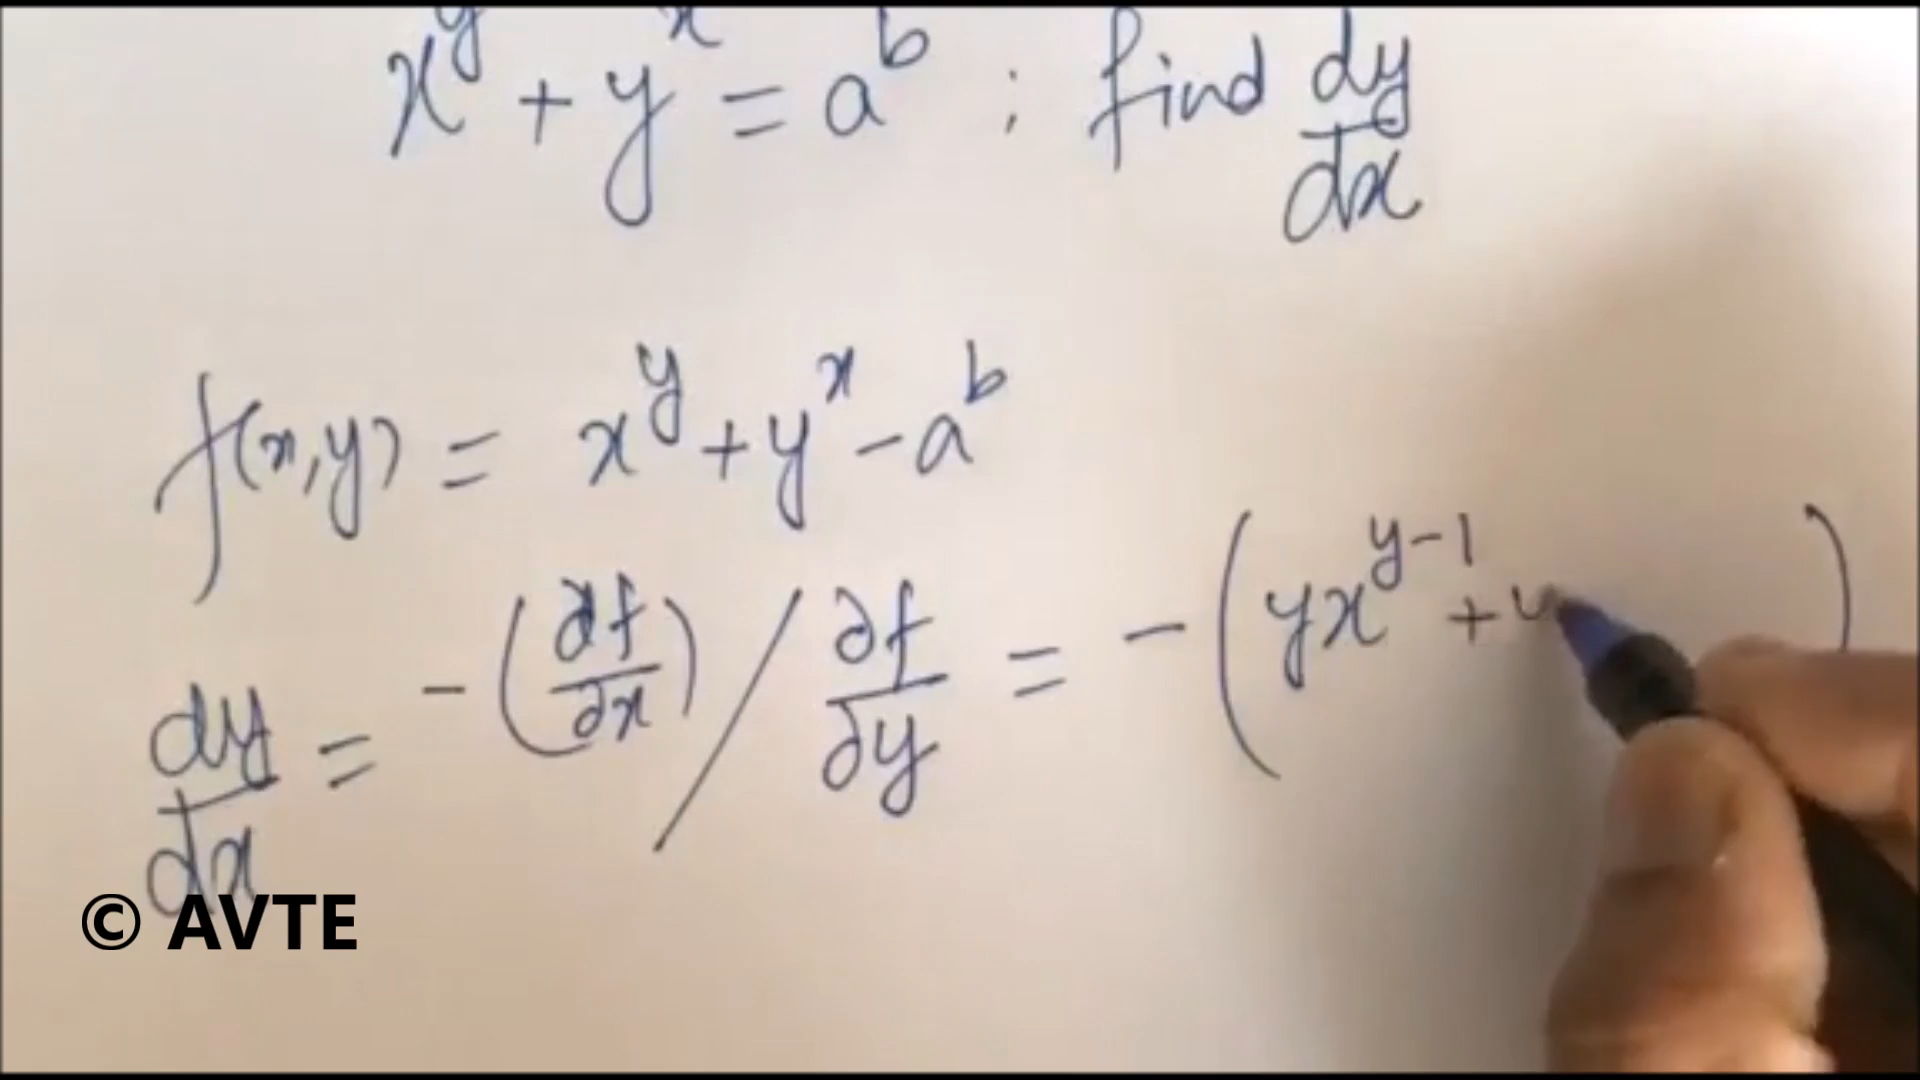 x^y + y^x = a^b ; find dy/dx
f(x,y) = x^y + y^x - a^b
dy/dx = -(∂f/∂x) / ∂f/∂y = -(yx^{y-1} + y )
© AVTE